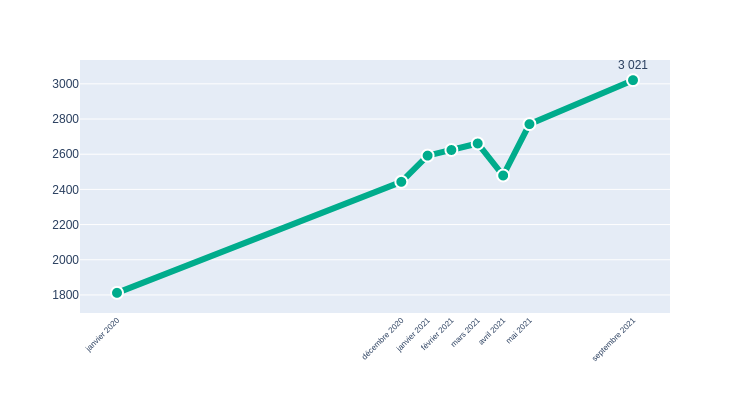 3 021
3000
2800
2600
2400
2200
2000
1800
janvier 2020
décembre 2020
janvier 2021
février 2021
mars 2021
avril 2021
mai 2021
septembre 2021